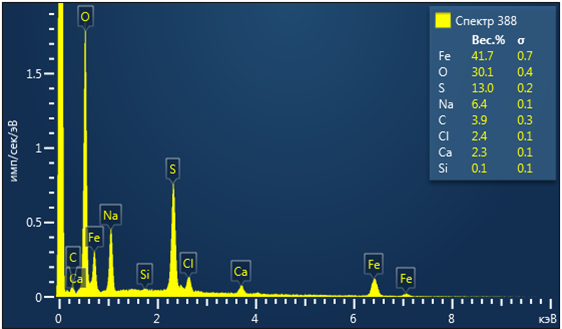 Спектр 388
Вес.% σ
Fe 41.7 0.7
O 30.1 0.4
S 13.0 0.2
Na 6.4 0.1
C 3.9 0.3
Cl 2.4 0.1
Ca 2.3 0.1
Si 0.1 0.1
имп/сек/эВ
1.5
1
0.5
0
O
S
Na
Fe
C
Ca
Si
Cl
Ca
Fe
Fe
0 2 4 6 8 кэВ